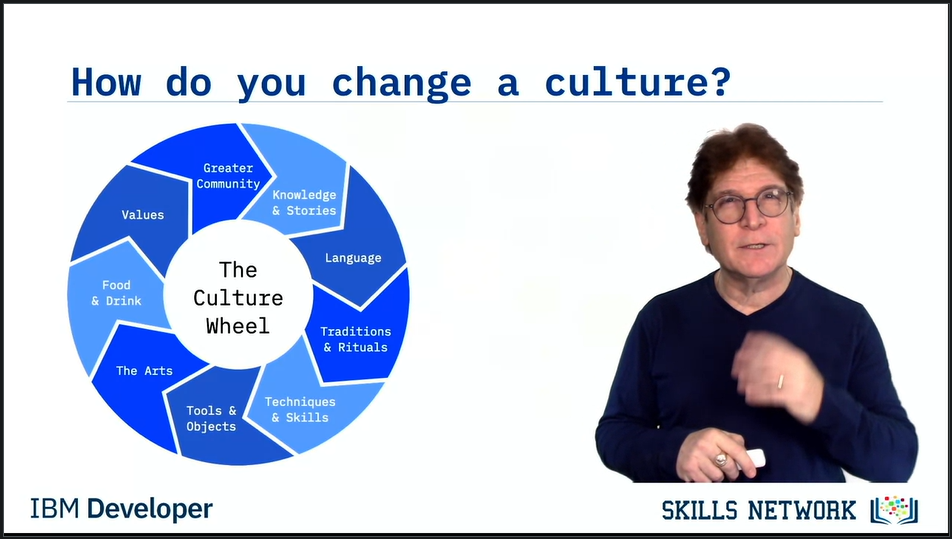 How do you change a culture?
Greater
Community
Knowledge
& Stories
Language
Traditions
& Rituals
Techniques
& Skills
Tools &
Objects
The Arts
Food
& Drink
Values
The
Culture
Wheel
IBM Developer
SKILLS NETWORK